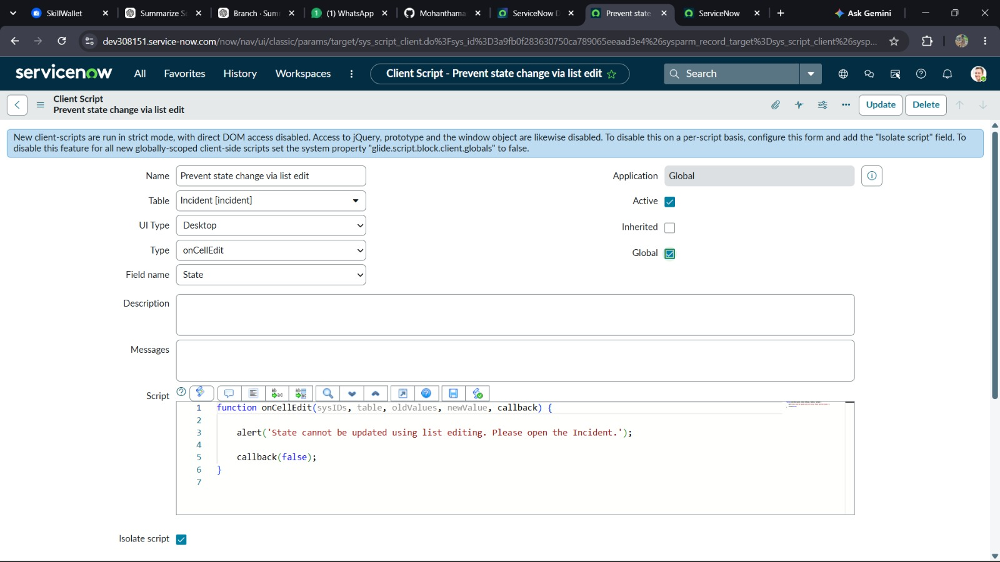 SkillWallet
Summarize S
Branch · Sum
(1) WhatsApp
Mohanthama
ServiceNow D
Prevent state
ServiceNow
Ask Gemini
dev308151.service-now.com/now/nav/ui/classic/params/target/sys_script_client.do%3Fsys_id%3D3a9fb0f283630750ca789065eeaad3e4%26sysparm_record_target%3Dsys_script_client%26sysp...
servicenow
All
Favorites
History
Workspaces
Client Script - Prevent state change via list edit
Search
Client Script
Prevent state change via list edit
Update
Delete
New client-scripts are run in strict mode, with direct DOM access disabled. Access to jQuery, prototype and the window object are likewise disabled. To disable this on a per-script basis, configure this form and add the "Isolate script" field. To
disable this feature for all new globally-scoped client-side scripts set the system property "glide.script.block.client.globals" to false.
Name Prevent state change via list edit
Application Global
Table Incident [incident]
Active
UI Type Desktop
Inherited
Type onCellEdit
Global
Field name State
Description
Messages
Script
1 function onCellEdit(sysIDs, table, oldValues, newValue, callback) {
2
3 alert('State cannot be updated using list editing. Please open the Incident.');
4
5 callback(false);
6 }
7
Isolate script